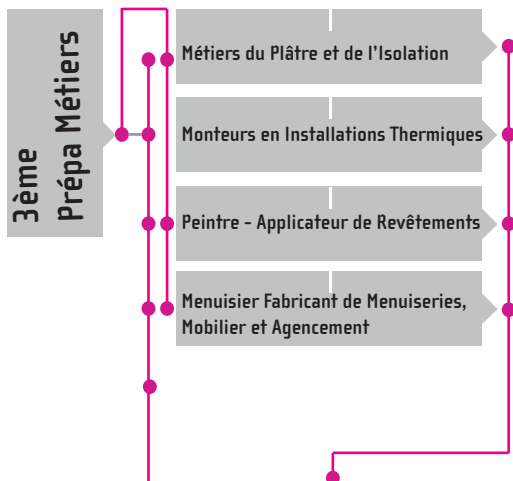 3ème
Prépa Métiers
Métiers du Plâtre et de l'Isolation
Monteurs en Installations Thermiques
Peintre - Applicateur de Revêtements
Menuisier Fabricant de Menuiseries,
Mobilier et Agencement